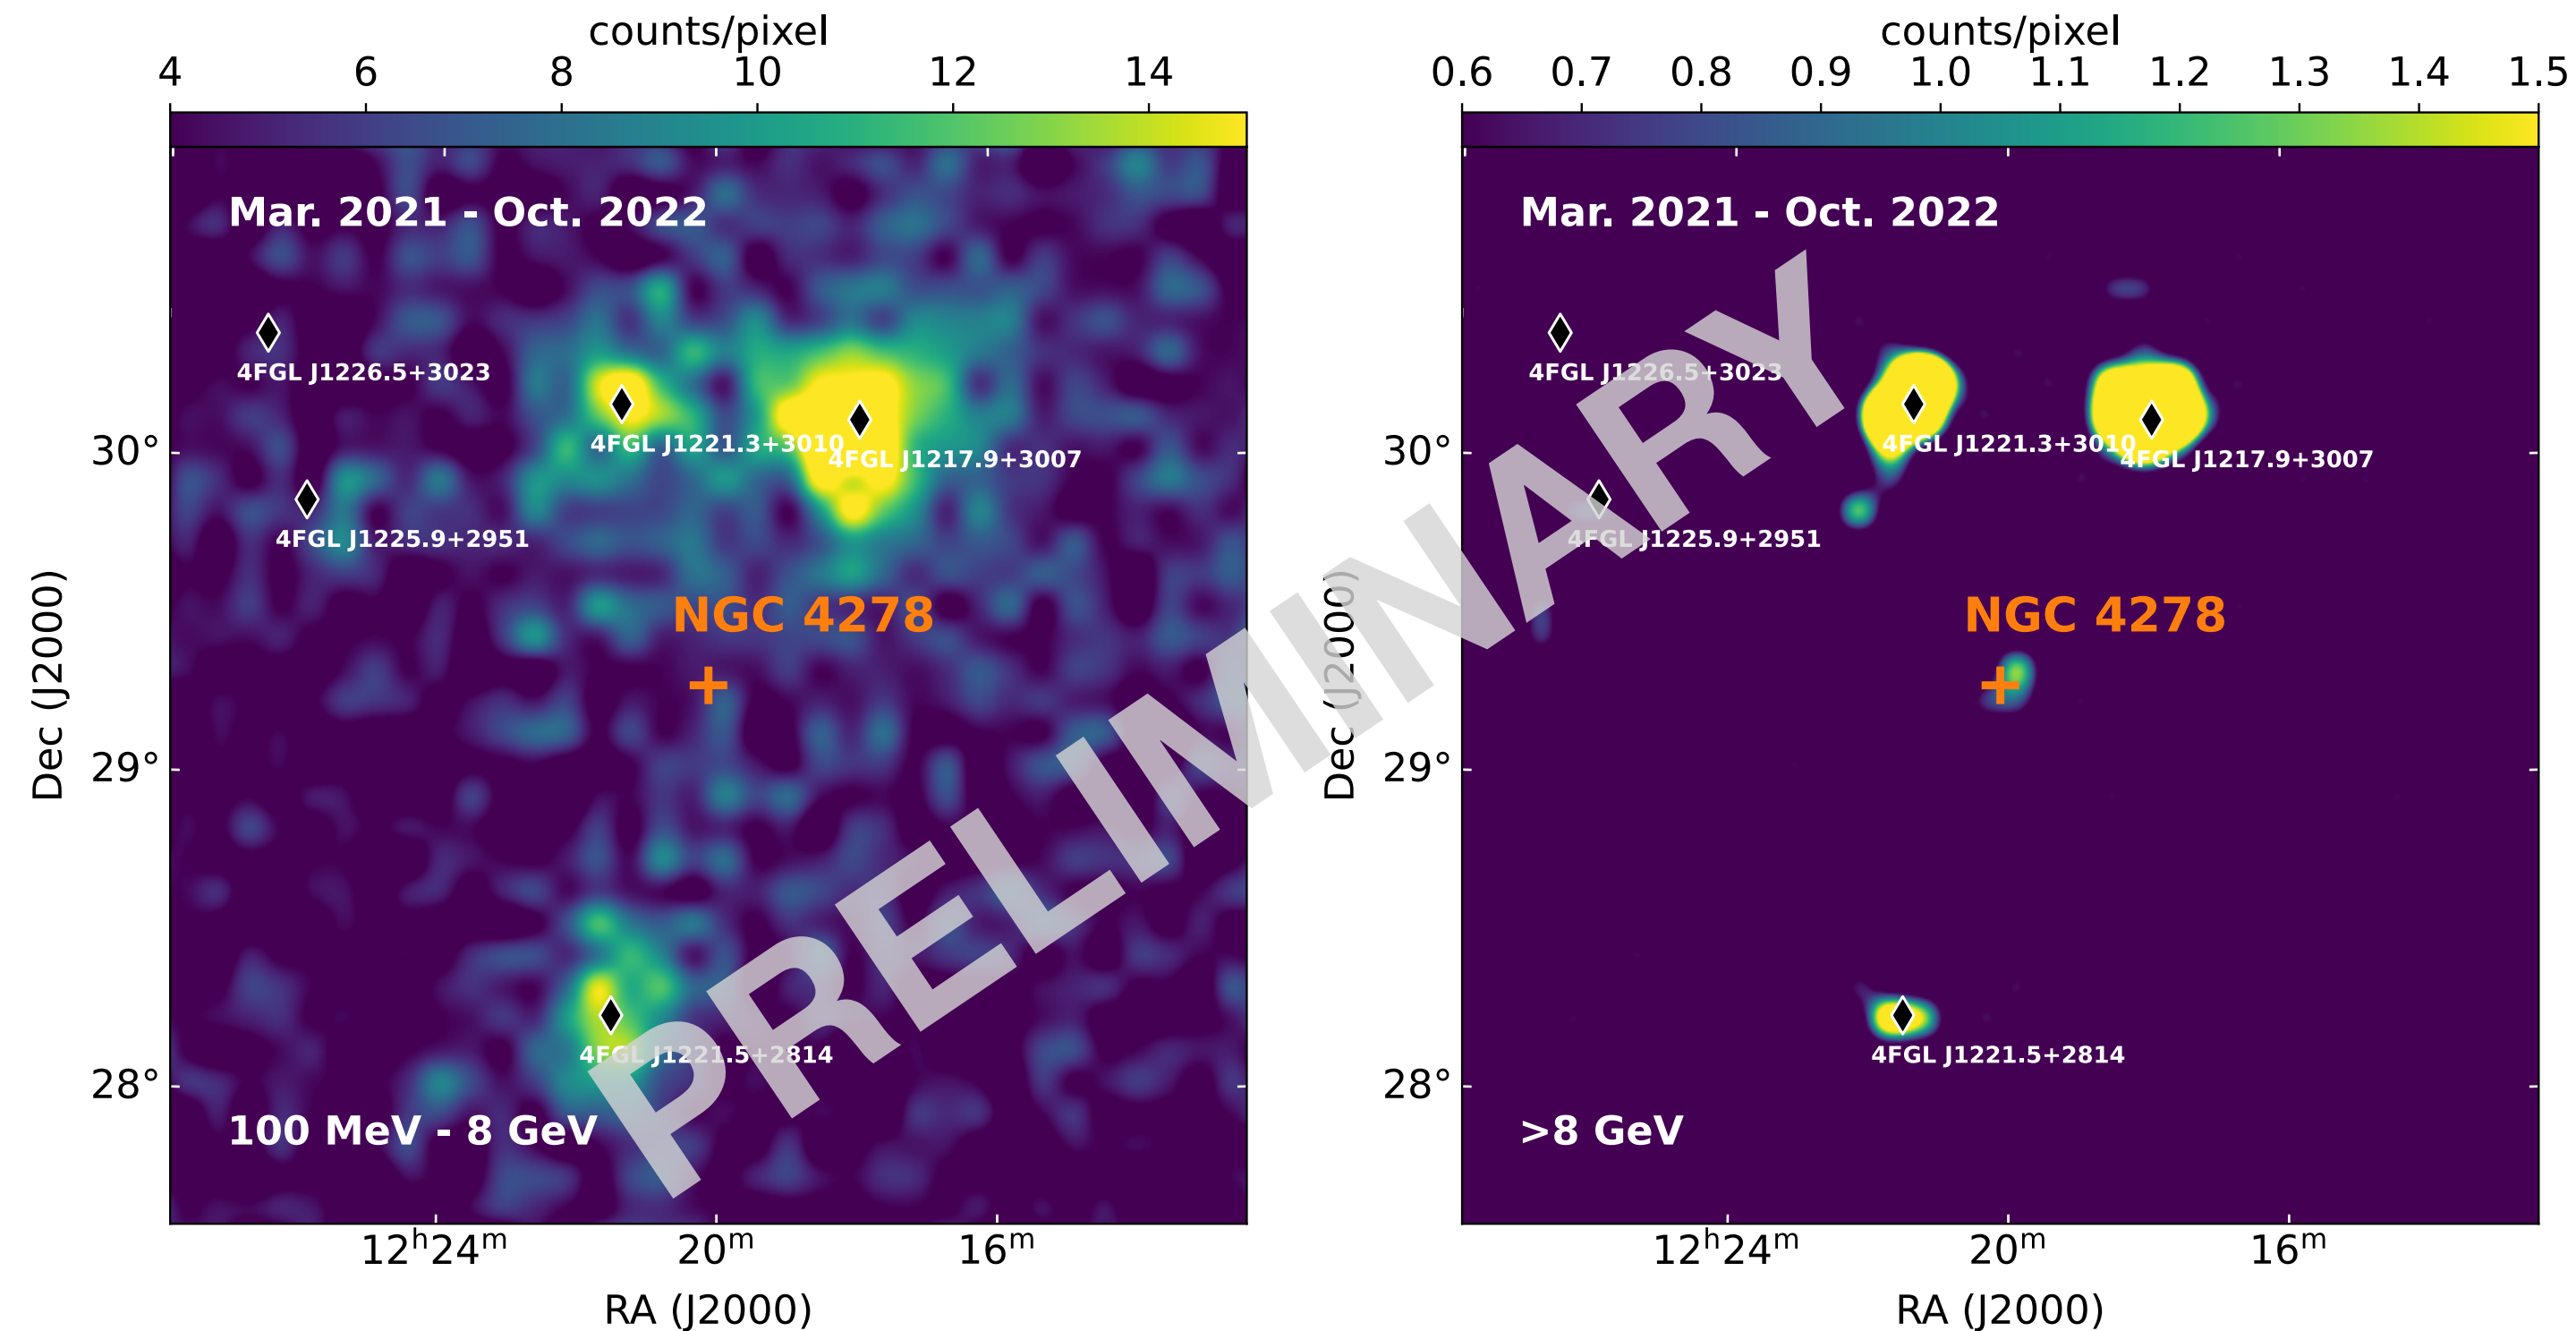 counts/pixel
4 6 8 10 12 14
Mar. 2021 - Oct. 2022
4FGL J1226.5+3023
4FGL J1221.3+3010
4FGL J1217.9+3007
4FGL J1225.9+2951
NGC 4278
4FGL J1221.5+2814
100 MeV - 8 GeV
30°
29°
28°
Dec (J2000)
12ʰ24ᵐ 20ᵐ 16ᵐ
RA (J2000)
counts/pixel
0.6 0.7 0.8 0.9 1.0 1.1 1.2 1.3 1.4 1.5
Mar. 2021 - Oct. 2022
4FGL J1226.5+3023
4FGL J1221.3+3010
4FGL J1217.9+3007
4FGL J1225.9+2951
NGC 4278
4FGL J1221.5+2814
>8 GeV
30°
29°
28°
Dec (J2000)
12ʰ24ᵐ 20ᵐ 16ᵐ
RA (J2000)
PRELIMINARY